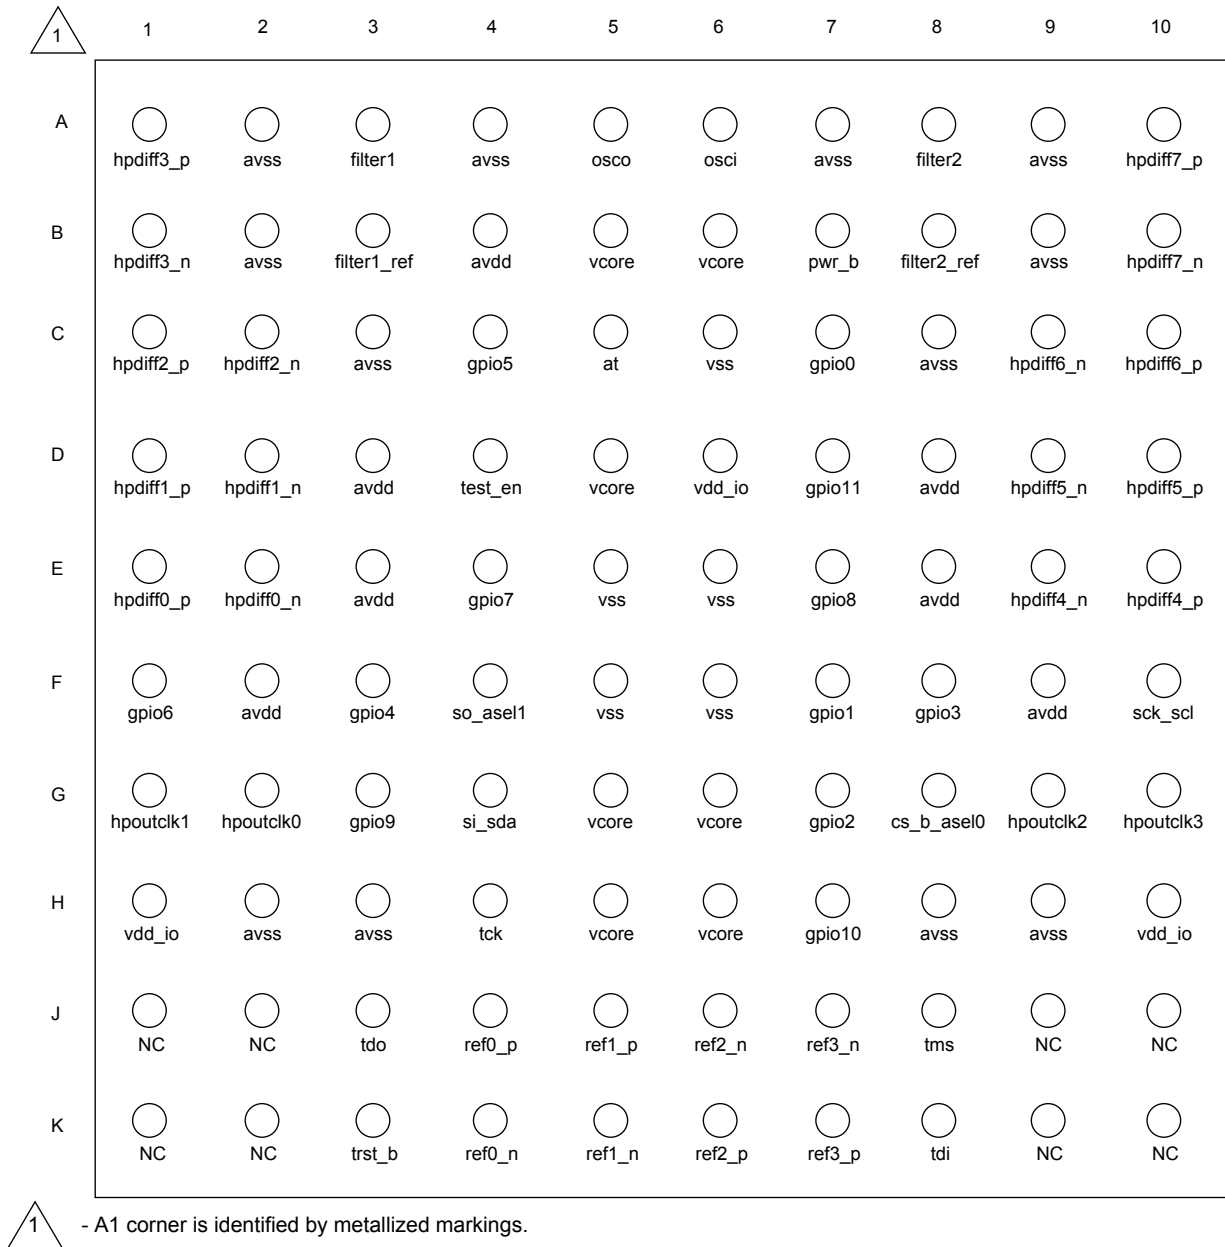 1 1 2 3 4 5 6 7 8 9 10
A
hpdiff3_p avss filter1 avss osco osci avss filter2 avss hpdiff7_p
B
hpdiff3_n avss filter1_ref avdd vcore vcore pwr_b filter2_ref avss hpdiff7_n
C
hpdiff2_p hpdiff2_n avss gpio5 at vss gpio0 avss hpdiff6_n hpdiff6_p
D
hpdiff1_p hpdiff1_n avdd test_en vcore vdd_io gpio11 avdd hpdiff5_n hpdiff5_p
E
hpdiff0_p hpdiff0_n avdd gpio7 vss vss gpio8 avdd hpdiff4_n hpdiff4_p
F
gpio6 avdd gpio4 so_asel1 vss vss gpio1 gpio3 avdd sck_scl
G
hpoutclk1 hpoutclk0 gpio9 si_sda vcore vcore gpio2 cs_b_asel0 hpoutclk2 hpoutclk3
H
vdd_io avss avss tck vcore vcore gpio10 avss avss vdd_io
J
NC NC tdo ref0_p ref1_p ref2_n ref3_n tms NC NC
K
NC NC trst_b ref0_n ref1_n ref2_p ref3_p tdi NC NC
1 - A1 corner is identified by metallized markings.